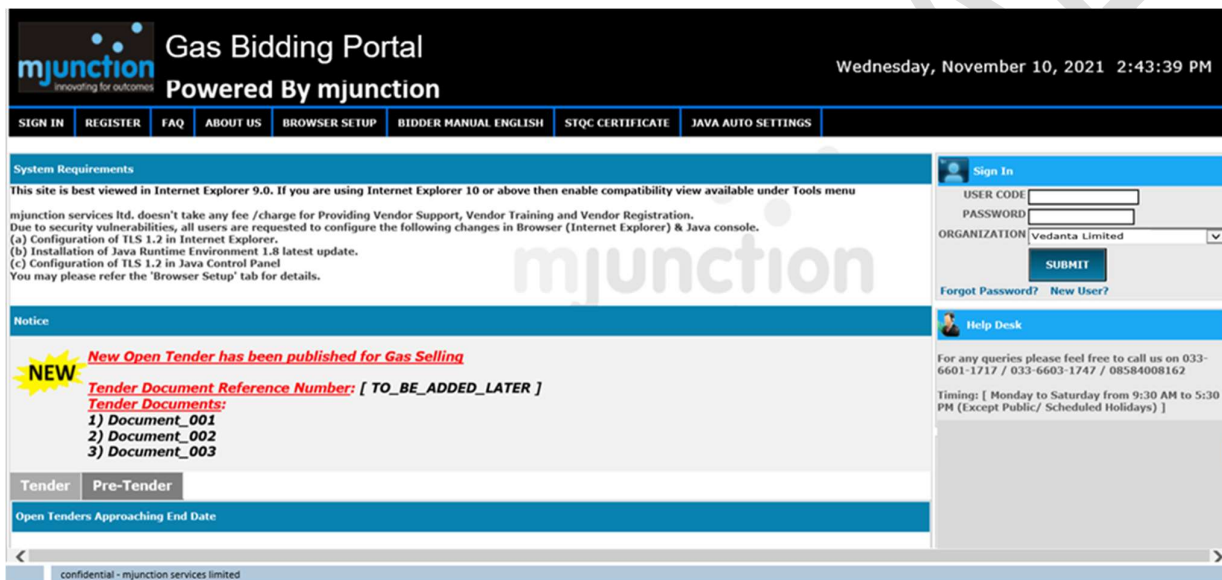 mjunction
innovating for outcomes
Gas Bidding Portal
Powered By mjunction
Wednesday, November 10, 2021 2:43:39 PM
SIGN IN REGISTER FAQ ABOUT US BROWSER SETUP BIDDER MANUAL ENGLISH STQC CERTIFICATE JAVA AUTO SETTINGS
System Requirements
This site is best viewed in Internet Explorer 9.0. If you are using Internet Explorer 10 or above then enable compatibility view available under Tools menu
mjunction services ltd. doesn't take any fee /charge for Providing Vendor Support, Vendor Training and Vendor Registration.
Due to security vulnerabilities, all users are requested to configure the following changes in Browser (Internet Explorer) & Java console.
(a) Configuration of TLS 1.2 in Internet Explorer.
(b) Installation of Java Runtime Environment 1.8 latest update.
(c) Configuration of TLS 1.2 in Java Control Panel
You may please refer the 'Browser Setup' tab for details.
mjunction
Notice
NEW
New Open Tender has been published for Gas Selling
Tender Document Reference Number: [ TO_BE_ADDED_LATER ]
Tender Documents:
1) Document_001
2) Document_002
3) Document_003
Tender Pre-Tender
Open Tenders Approaching End Date
Sign In
USER CODE
PASSWORD
ORGANIZATION Vedanta Limited
SUBMIT
Forgot Password? New User?
Help Desk
For any queries please feel free to call us on 033-
6601-1717 / 033-6603-1747 / 08584008162
Timing: [ Monday to Saturday from 9:30 AM to 5:30
PM (Except Public/ Scheduled Holidays) ]
confidential - mjunction services limited